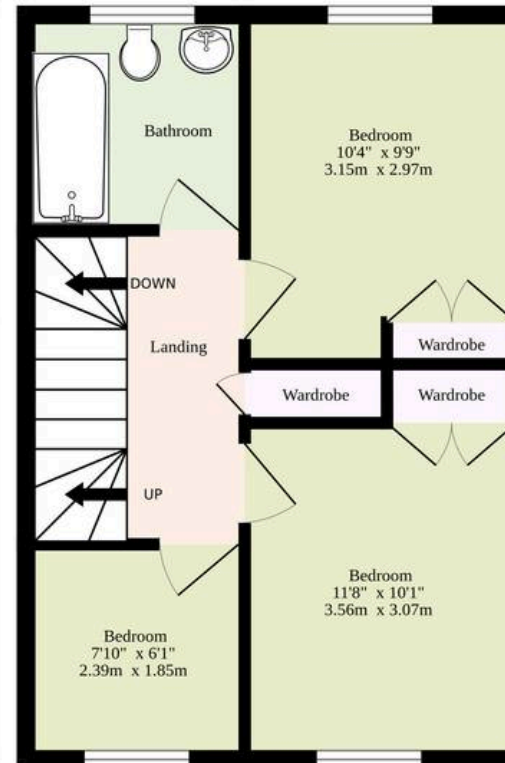 Bathroom
Bedroom
10'4" x 9'9"
3.15m x 2.97m
DOWN
Landing
Wardrobe
Wardrobe
Wardrobe
UP
Bedroom
11'8" x 10'1"
3.56m x 3.07m
Bedroom
7'10" x 6'1"
2.39m x 1.85m